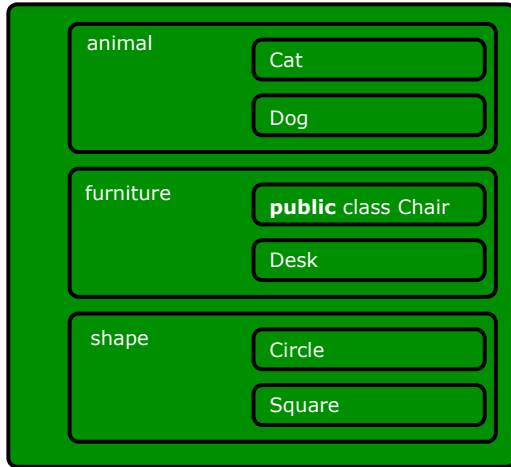 animal
Cat
Dog
furniture
public class Chair
Desk
shape
Circle
Square